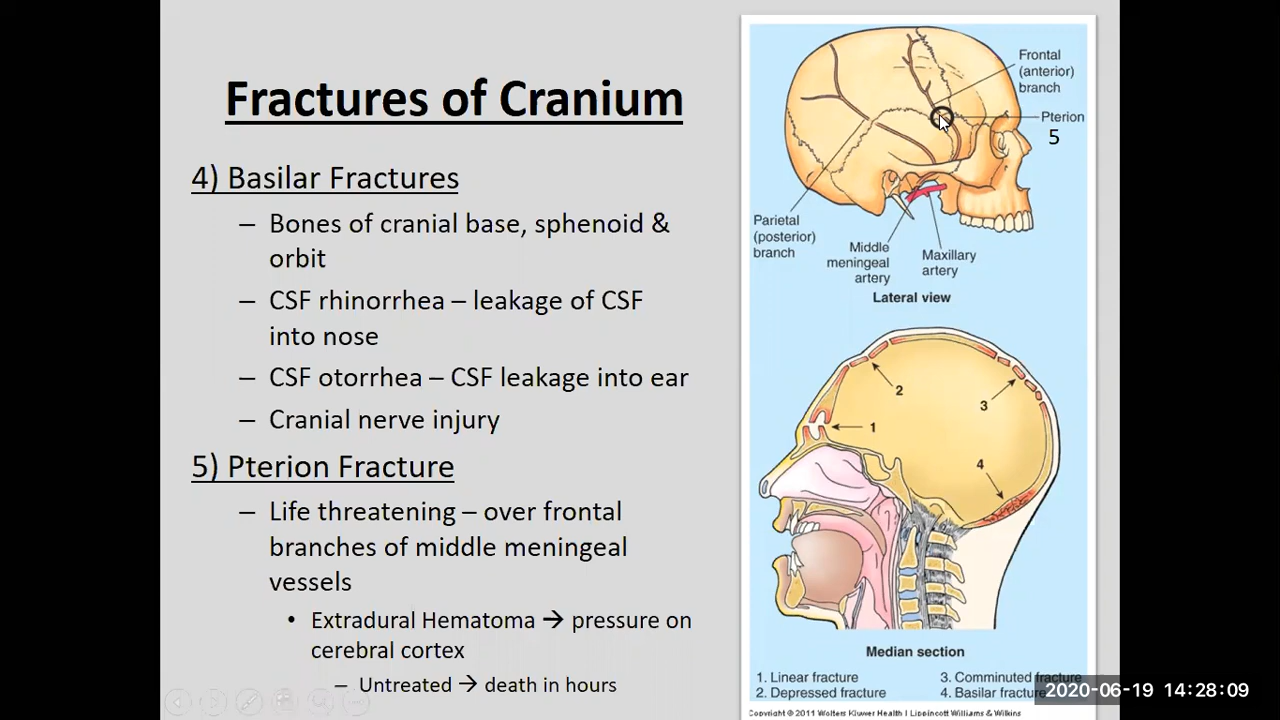 Fractures of Cranium
4) Basilar Fractures
– Bones of cranial base, sphenoid &
orbit
– CSF rhinorrhea – leakage of CSF
into nose
– CSF otorrhea – CSF leakage into ear
– Cranial nerve injury
5) Pterion Fracture
– Life threatening – over frontal
branches of middle meningeal
vessels
• Extradural Hematoma → pressure on
cerebral cortex
– Untreated → death in hours
Frontal
(anterior)
branch
Pterion
5
Parietal
(posterior)
branch
Middle
meningeal
artery
Maxillary
artery
Lateral view
2
3
1
4
Median section
1. Linear fracture
2. Depressed fracture
3. Comminuted fracture
4. Basilar fracture
2020-06-19 14:28:09
Copyright © 2011 Wolters Kluwer Health | Lippincott Williams & Wilkins